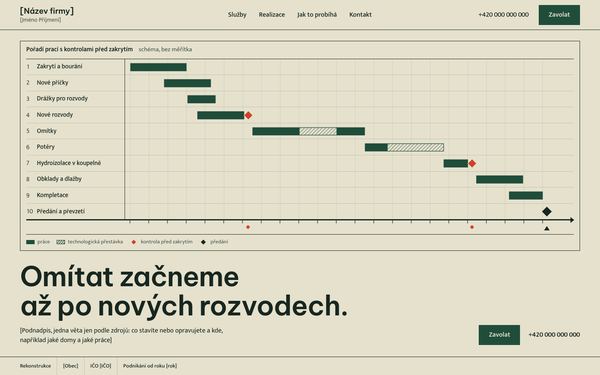 [Název firmy]
[Jméno Příjmení]
Služby
Realizace
Jak to probíhá
Kontakt
+420 000 000 000
Zavolat
Pořadí prací s kontrolami před zakrytím schéma, bez měřítka
1 Zakrytí a bourání
2 Nové příčky
3 Drážky pro rozvody
4 Nové rozvody
5 Omítky
6 Potěry
7 Hydroizolace v koupelně
8 Obklady a dlažby
9 Kompletace
10 Předání a převzetí
práce
technologická přestávka
kontrola před zakrytím
předání
Omítat začneme
až po nových rozvodech.
[Podnadpis, jedna věta jen podle zdrojů: co stavíte nebo opravujete a kde,
například jaké domy a jaké práce]
Zavolat
+420 000 000 000
Rekonstrukce
[Obec]
IČO [IČO]
Podnikání od roku [rok]